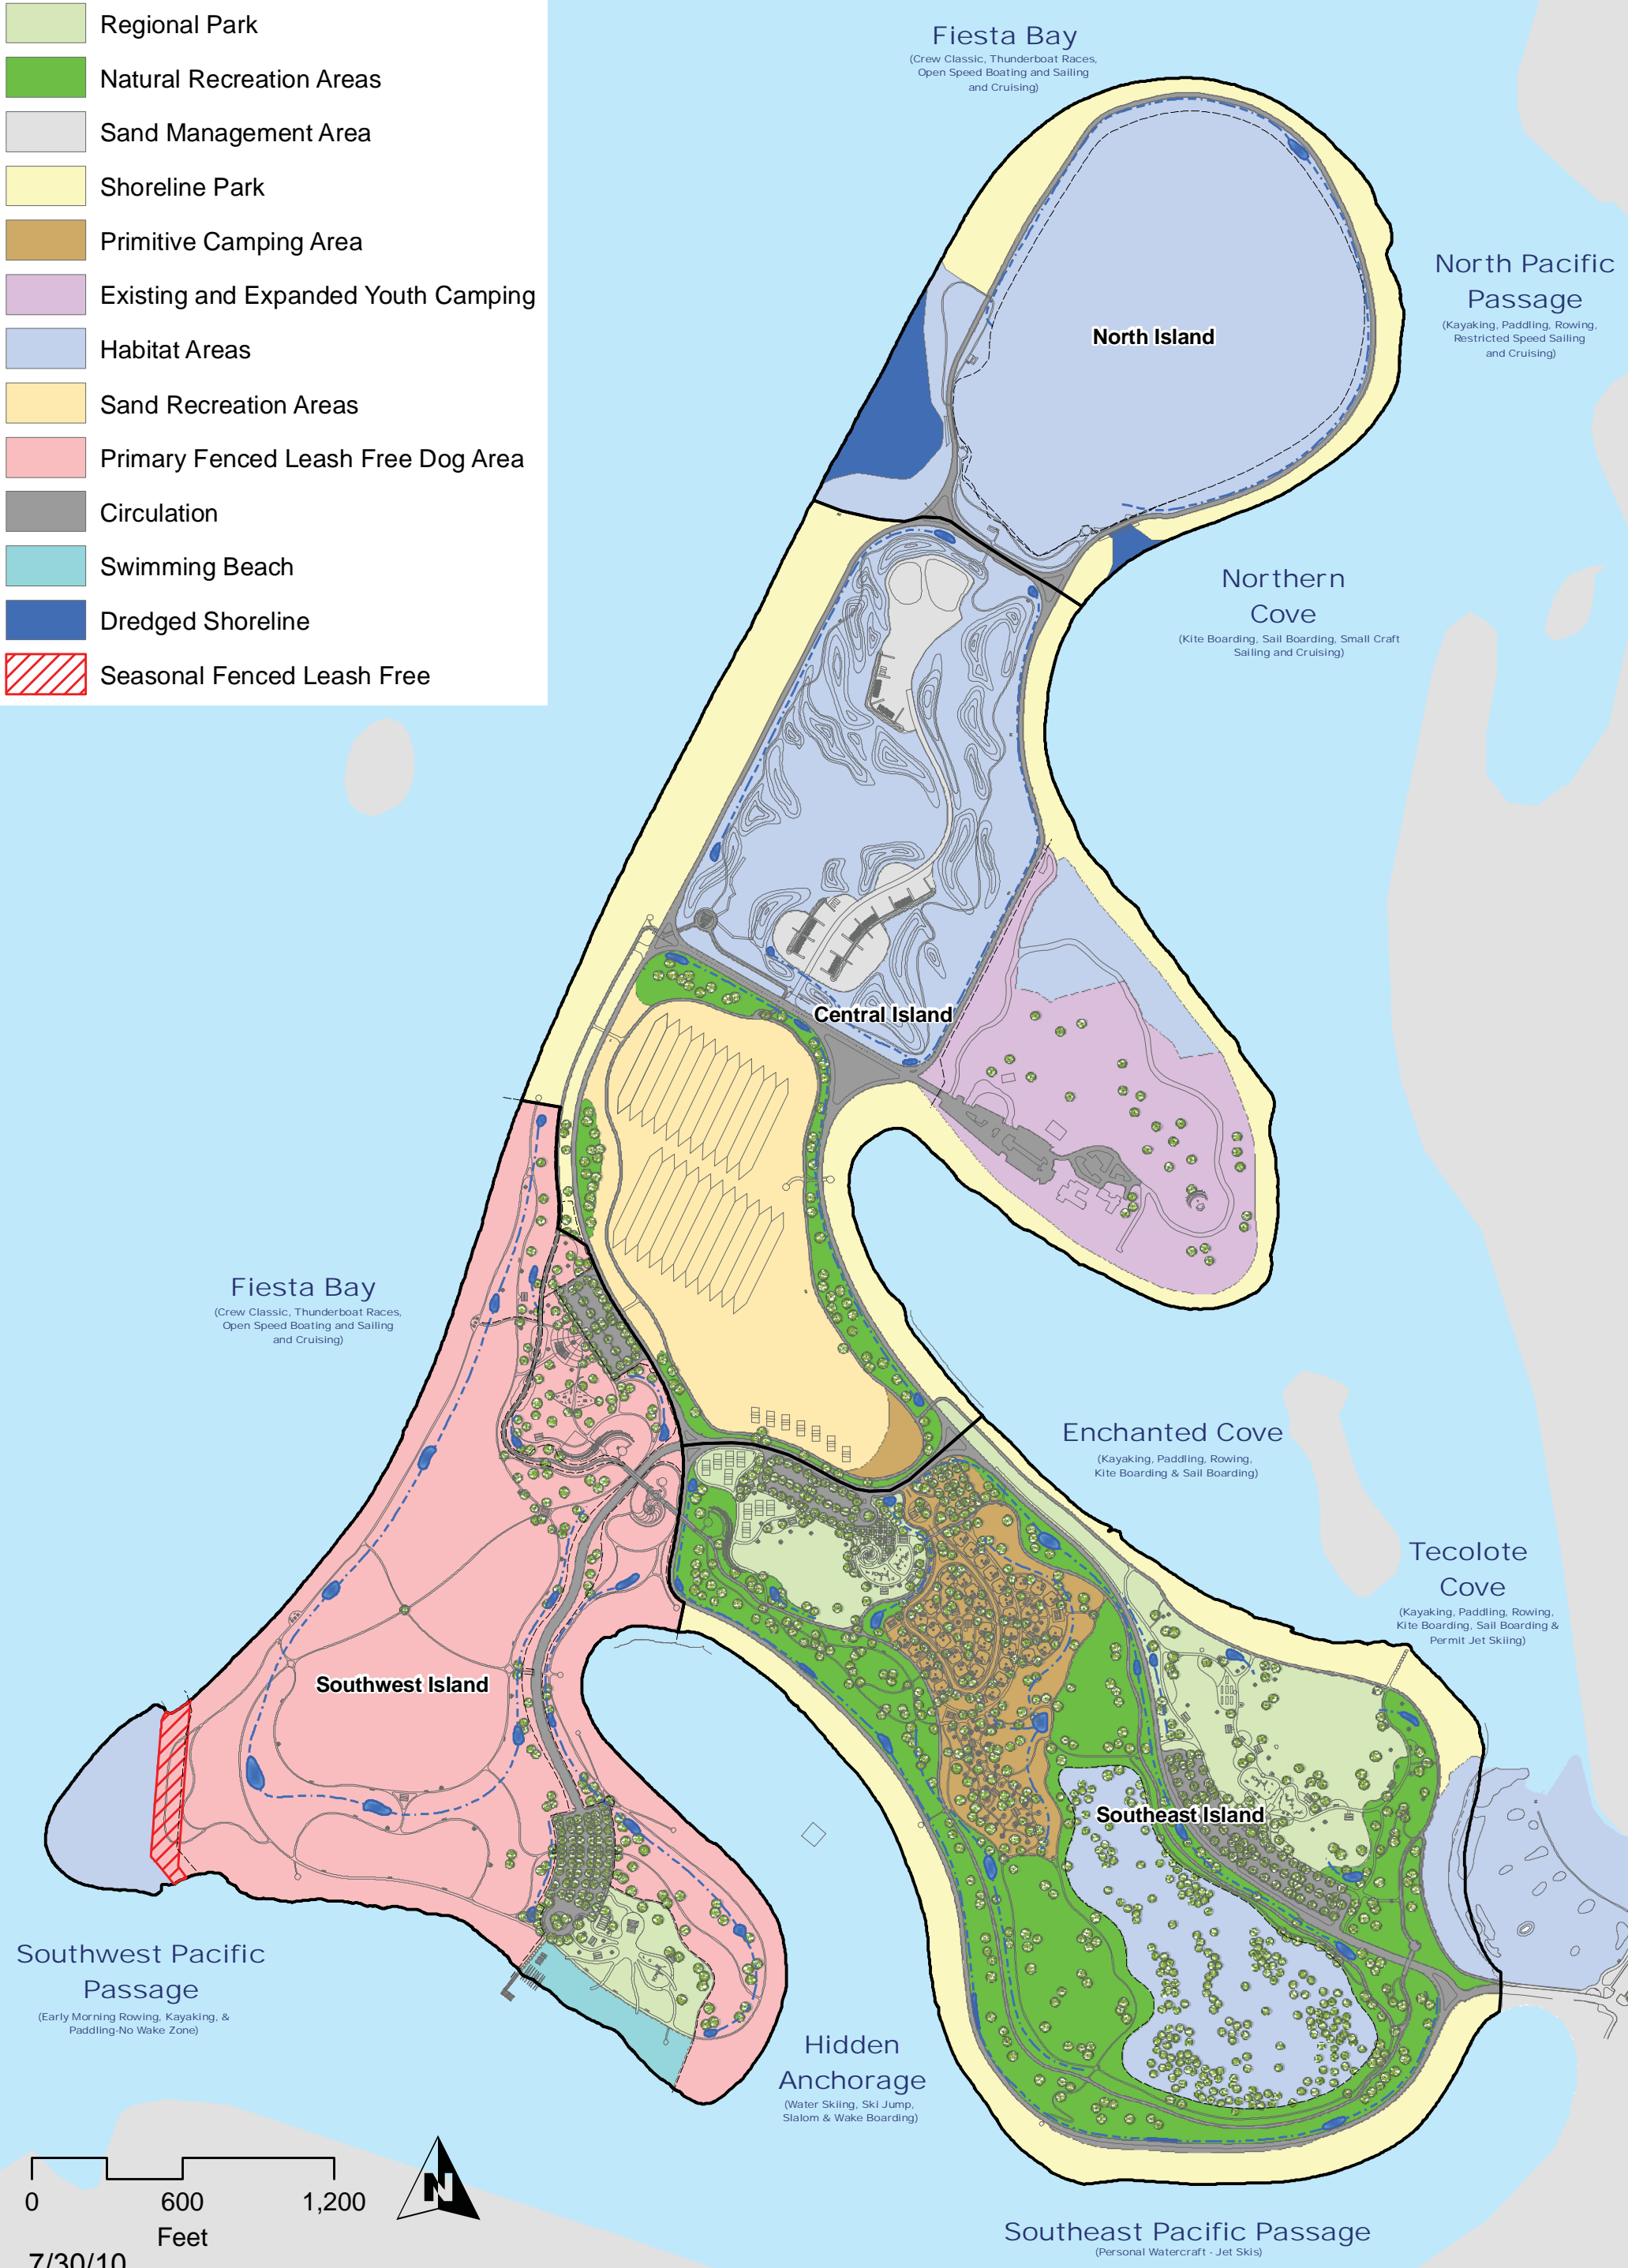 Regional Park
Natural Recreation Areas
Sand Management Area
Shoreline Park
Primitive Camping Area
Existing and Expanded Youth Camping
Habitat Areas
Sand Recreation Areas
Primary Fenced Leash Free Dog Area
Circulation
Swimming Beach
Dredged Shoreline
Seasonal Fenced Leash Free
Fiesta Bay
(Crew Classic, Thunderboat Races,
Open Speed Boating and Sailing
and Cruising)
North Pacific
Passage
(Kayaking, Paddling, Rowing,
Restricted Speed Sailing
and Cruising)
North Island
Northern
Cove
(Kite Boarding, Sail Boarding, Small Craft
Sailing and Cruising)
Central Island
Fiesta Bay
(Crew Classic, Thunderboat Races,
Open Speed Boating and Sailing
and Cruising)
Enchanted Cove
(Kayaking, Paddling, Rowing,
Kite Boarding & Sail Boarding)
Tecolote
Cove
(Kayaking, Paddling, Rowing,
Kite Boarding, Sail Boarding &
Permit Jet Skiing)
Southwest Island
Southeast Island
Southwest Pacific
Passage
(Early Morning Rowing, Kayaking, &
Paddling-No Wake Zone)
Hidden
Anchorage
(Water Skiing, Ski Jump,
Slalom & Wake Boarding)
N
0 600 1,200
Feet
Southeast Pacific Passage
(Personal Watercraft - Jet Skis)
7/30/10